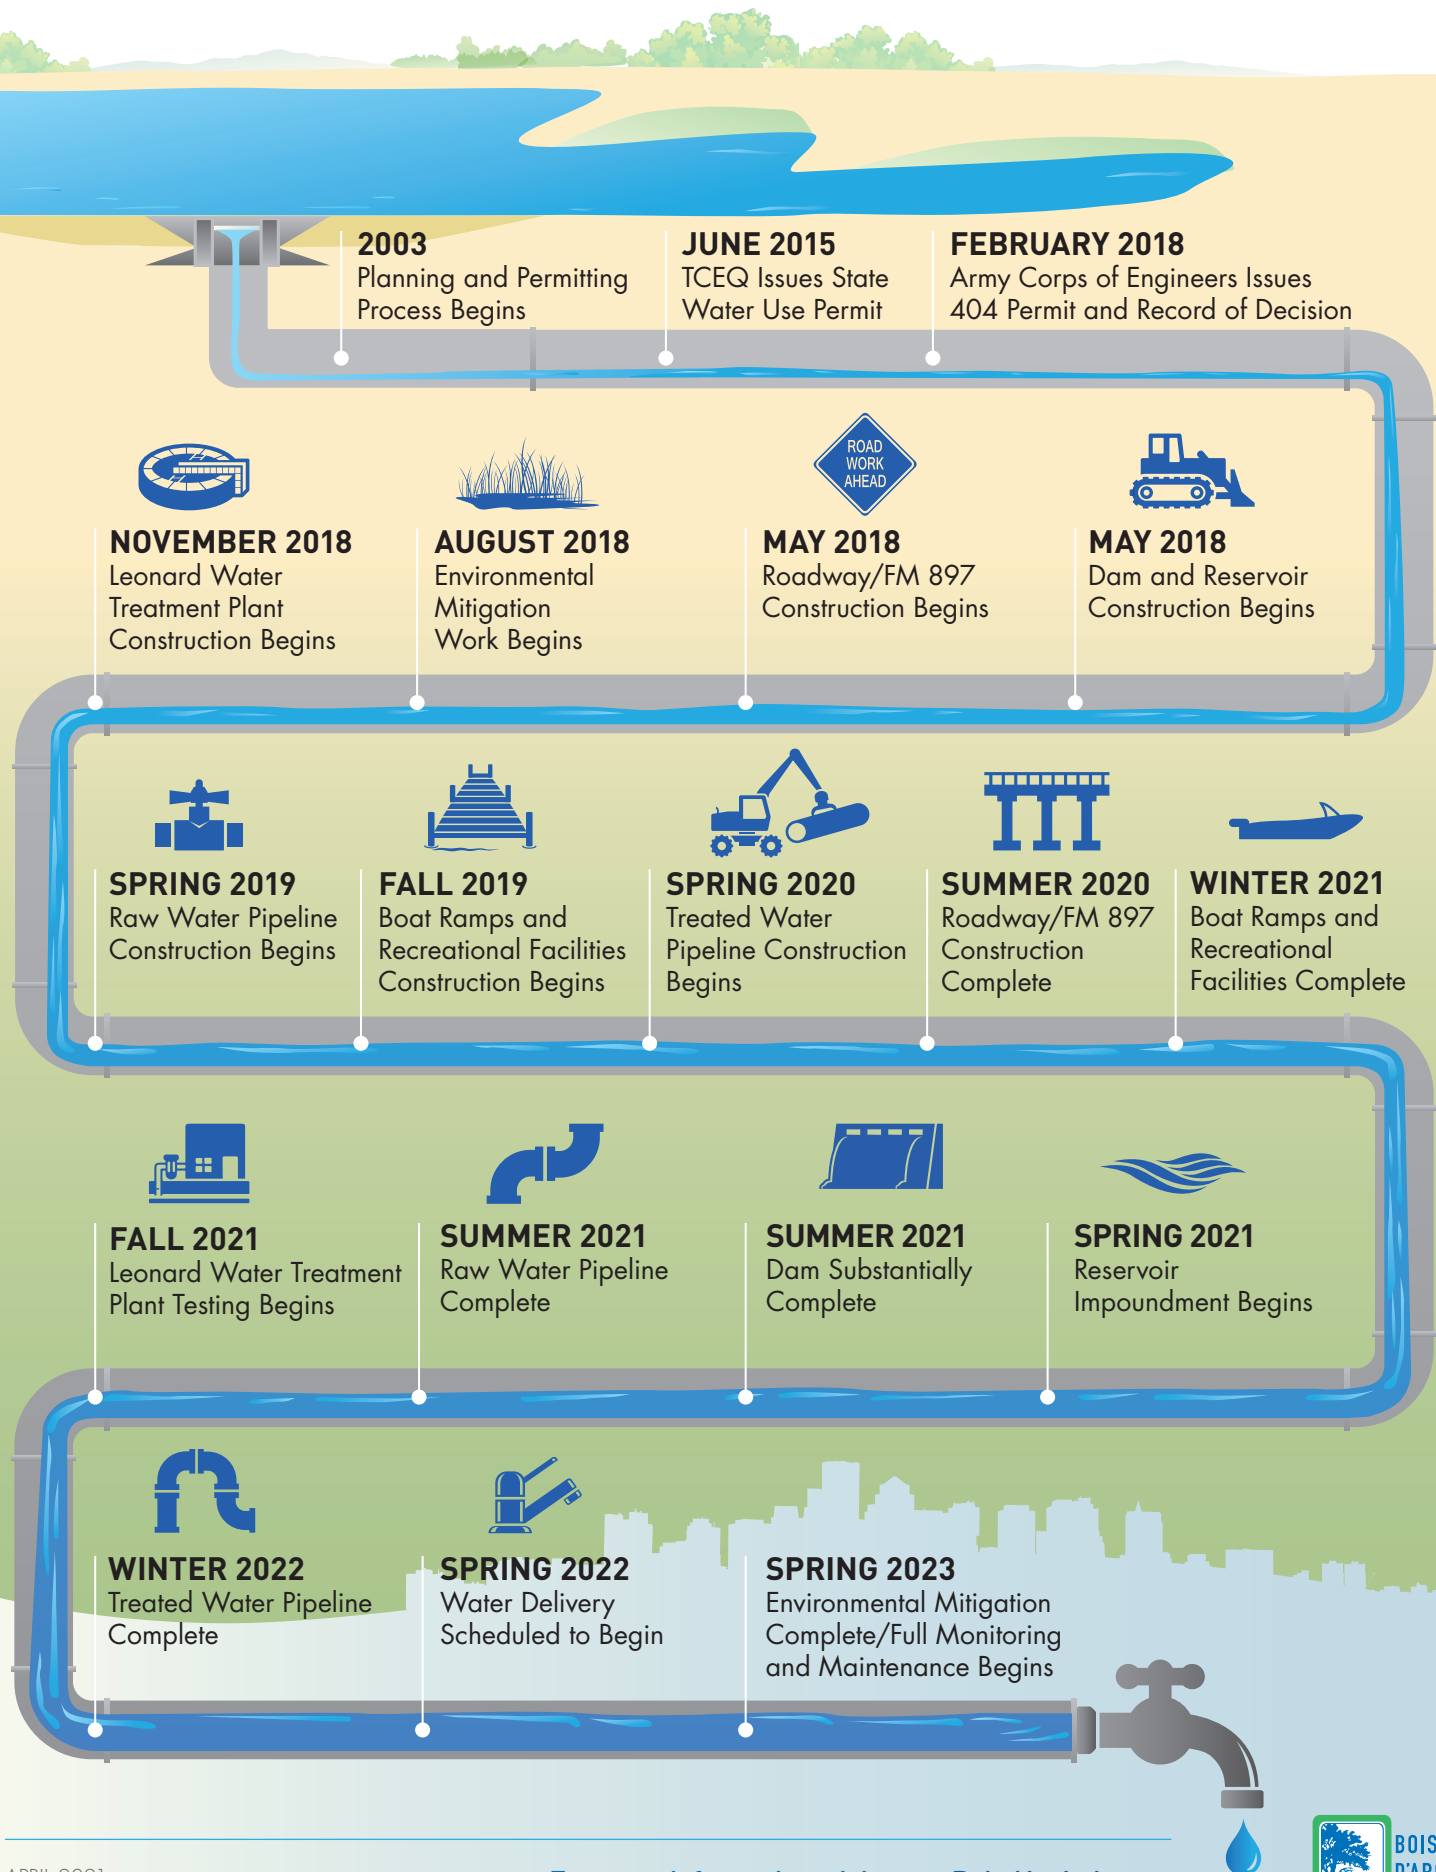 2003
Planning and Permitting
Process Begins
JUNE 2015
TCEQ Issues State
Water Use Permit
FEBRUARY 2018
Army Corps of Engineers Issues
404 Permit and Record of Decision
ROAD
WORK
AHEAD
NOVEMBER 2018
Leonard Water
Treatment Plant
Construction Begins
AUGUST 2018
Environmental
Mitigation
Work Begins
MAY 2018
Roadway/FM 897
Construction Begins
MAY 2018
Dam and Reservoir
Construction Begins
SPRING 2019
Raw Water Pipeline
Construction Begins
FALL 2019
Boat Ramps and
Recreational Facilities
Construction Begins
SPRING 2020
Treated Water
Pipeline Construction
Begins
SUMMER 2020
Roadway/FM 897
Construction
Complete
WINTER 2021
Boat Ramps and
Recreational
Facilities Complete
FALL 2021
Leonard Water Treatment
Plant Testing Begins
SUMMER 2021
Raw Water Pipeline
Complete
SUMMER 2021
Dam Substantially
Complete
SPRING 2021
Reservoir
Impoundment Begins
WINTER 2022
Treated Water Pipeline
Complete
SPRING 2022
Water Delivery
Scheduled to Begin
SPRING 2023
Environmental Mitigation
Complete/Full Monitoring
and Maintenance Begins
BOIS
APRIL 2021